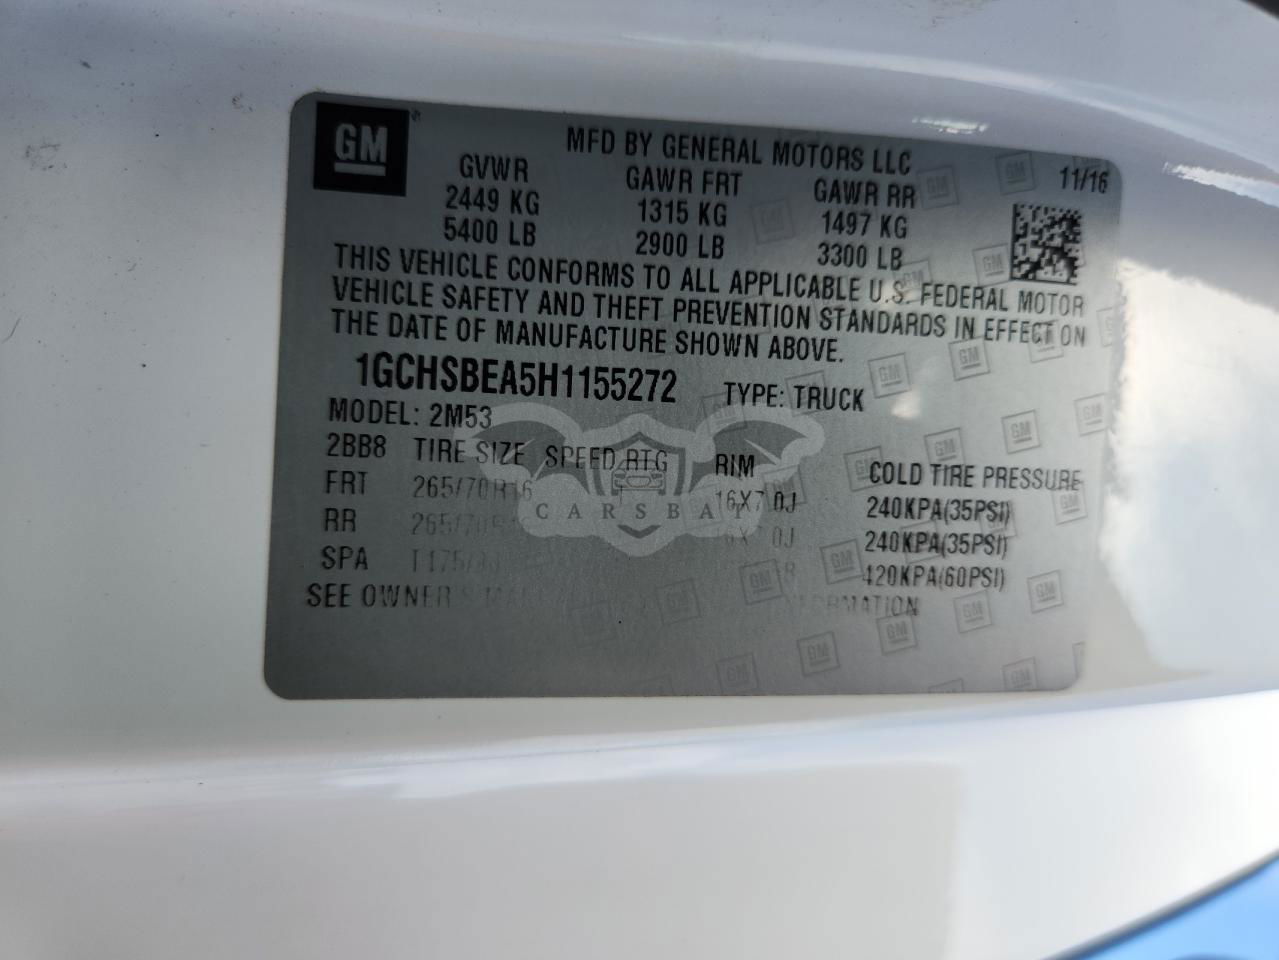 GM
MFD BY GENERAL MOTORS LLC
11/16
GVWR GAWR FRT GAWR RR
2449 KG 1315 KG 1497 KG
5400 LB 2900 LB 3300 LB
THIS VEHICLE CONFORMS TO ALL APPLICABLE U.S. FEDERAL MOTOR
VEHICLE SAFETY AND THEFT PREVENTION STANDARDS IN EFFECT ON
THE DATE OF MANUFACTURE SHOWN ABOVE.
1GCHSBEA5H1155272 TYPE: TRUCK
MODEL: 2M53
2BB8 TIRE SIZE SPEED RTG RIM COLD TIRE PRESSURE
FRT 265/70R16 T 16X7.0J 240KPA(35PSI)
RR 265/70R16 240KPA(35PSI)
SPA 420KPA(60PSI)
SEE OWNER'S INFORMATION
CARSBAT